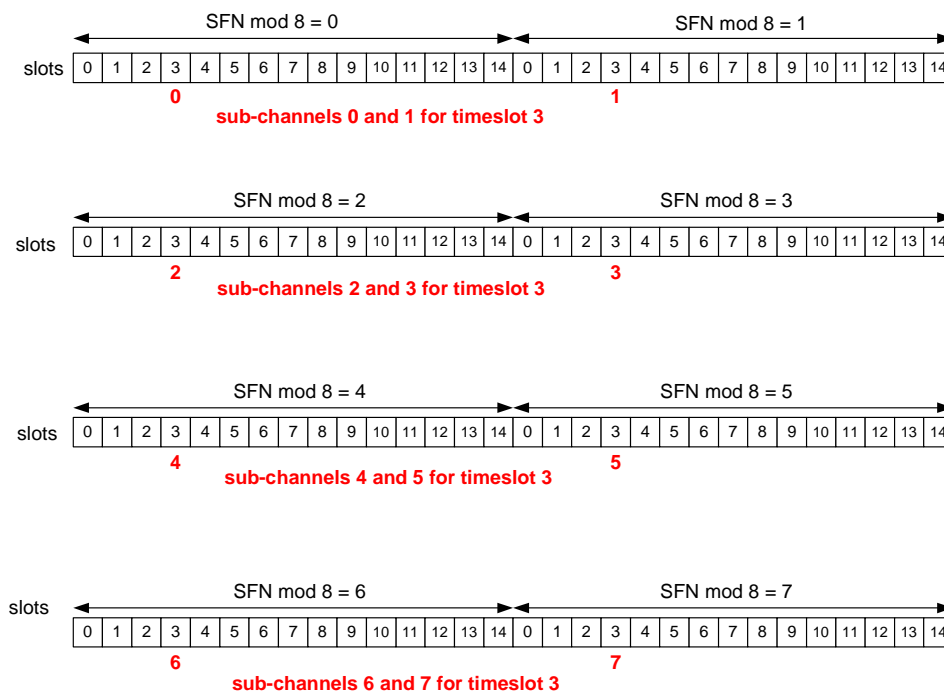 SFN mod 8 = 0 SFN mod 8 = 1
slots 0 1 2 3 4 5 6 7 8 9 10 11 12 13 14 0 1 2 3 4 5 6 7 8 9 10 11 12 13 14
0 1
sub-channels 0 and 1 for timeslot 3
SFN mod 8 = 2 SFN mod 8 = 3
slots 0 1 2 3 4 5 6 7 8 9 10 11 12 13 14 0 1 2 3 4 5 6 7 8 9 10 11 12 13 14
2 3
sub-channels 2 and 3 for timeslot 3
SFN mod 8 = 4 SFN mod 8 = 5
slots 0 1 2 3 4 5 6 7 8 9 10 11 12 13 14 0 1 2 3 4 5 6 7 8 9 10 11 12 13 14
4 5
sub-channels 4 and 5 for timeslot 3
SFN mod 8 = 6 SFN mod 8 = 7
slots
0 1 2 3 4 5 6 7 8 9 10 11 12 13 14 0 1 2 3 4 5 6 7 8 9 10 11 12 13 14
6 7
sub-channels 6 and 7 for timeslot 3